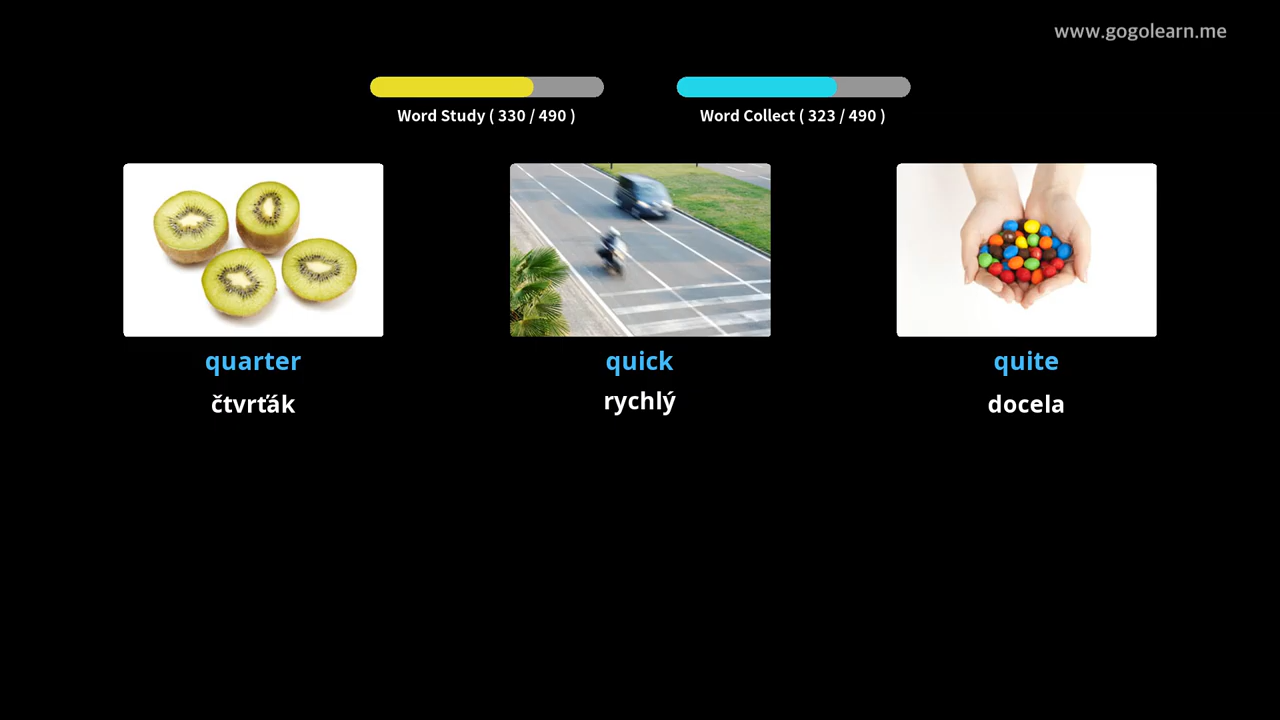 www.gogolearn.me
Word Study ( 330 / 490 )
Word Collect ( 323 / 490 )
quarter
čtvrťák
quick
rychlý
quite
docela